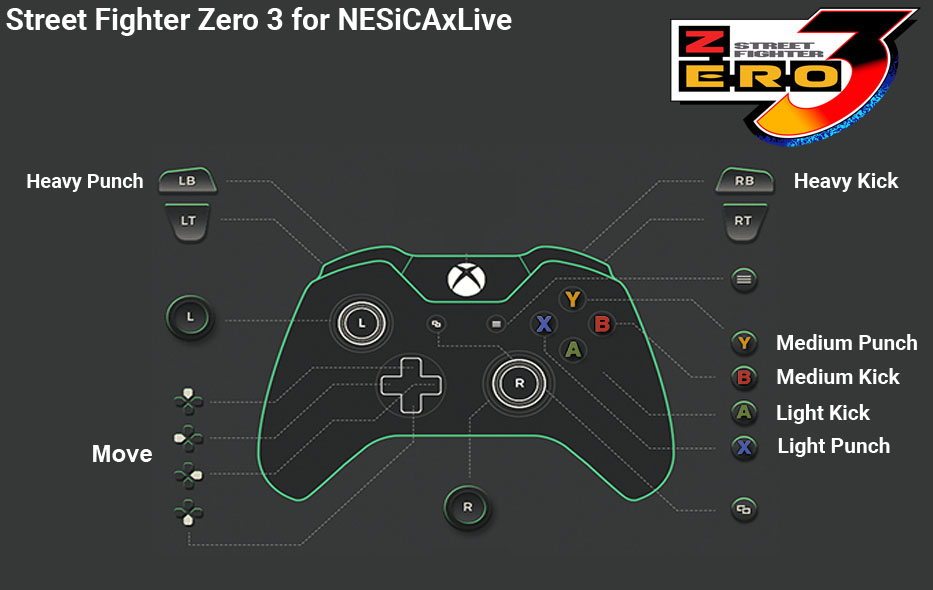 Street Fighter Zero 3 for NESiCAxLive
STREET
FIGHTER
ZERO 3
Heavy Punch
LB
RB
Heavy Kick
LT
RT
L
L
Y
X
B
A
R
Y
Medium Punch
B
Medium Kick
A
Light Kick
X
Light Punch
Move
R